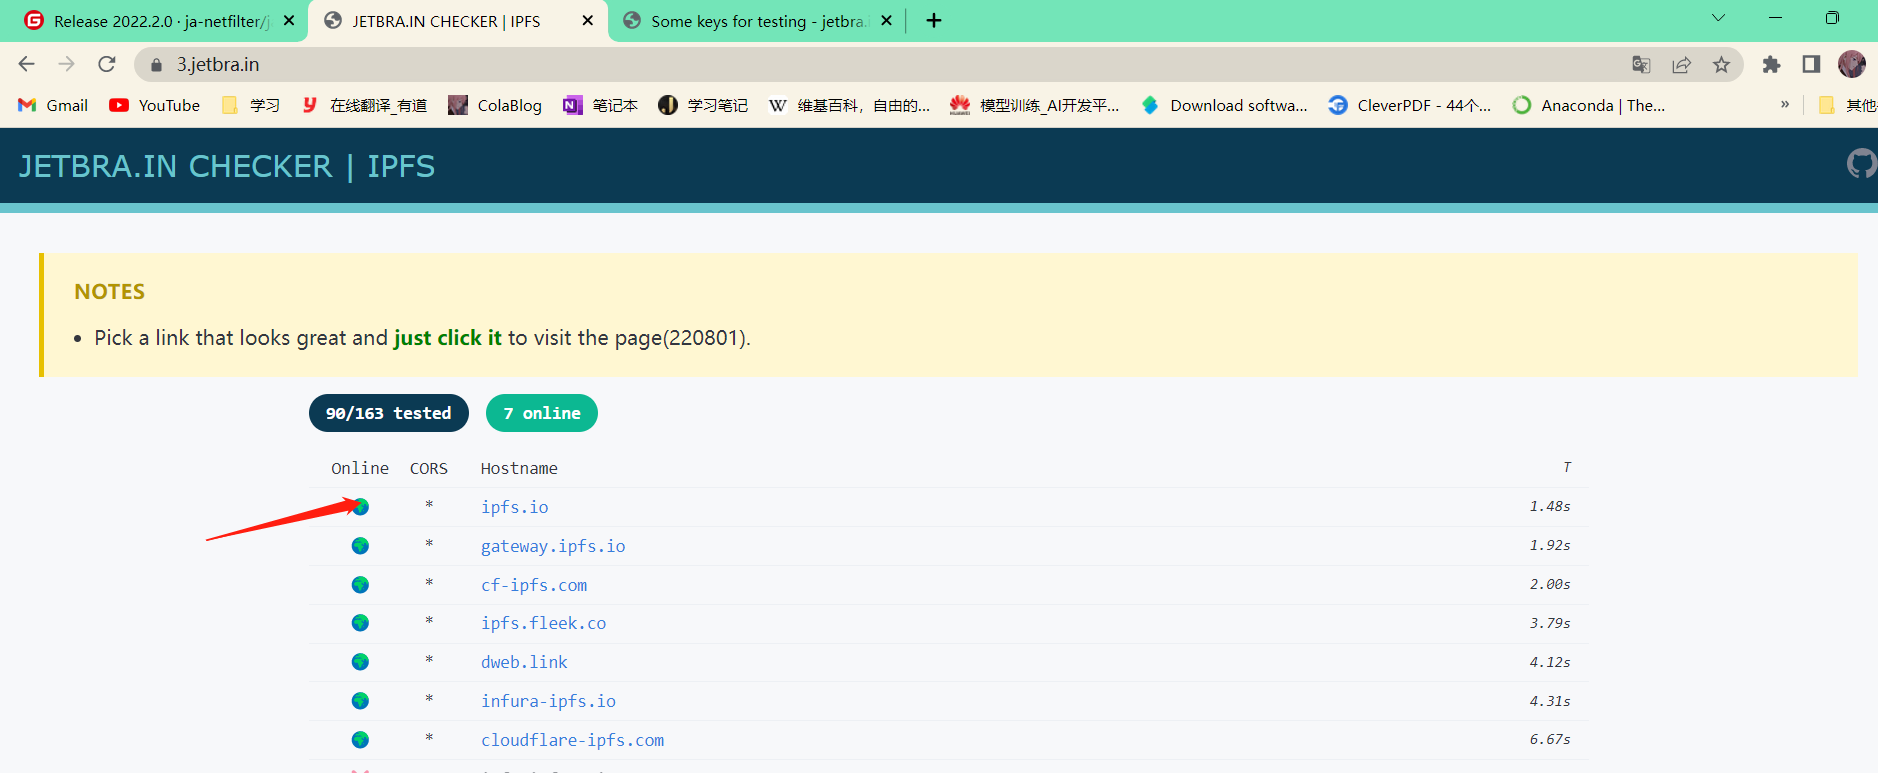 Release 2022.2.0 · ja-netfilter/j
JETBRA.IN CHECKER | IPFS
Some keys for testing - jetbra.i
3.jetbra.in
Gmail
YouTube
学习
在线翻译_有道
ColaBlog
笔记本
学习笔记
维基百科，自由的...
模型训练_AI开发平...
Download softwa...
CleverPDF - 44个...
Anaconda | The...
»
其他
JETBRA.IN CHECKER | IPFS
NOTES
• Pick a link that looks great and just click it to visit the page(220801).
90/163 tested 7 online
Online CORS Hostname T
* ipfs.io 1.48s
* gateway.ipfs.io 1.92s
* cf-ipfs.com 2.00s
* ipfs.fleek.co 3.79s
* dweb.link 4.12s
* infura-ipfs.io 4.31s
* cloudflare-ipfs.com 6.67s